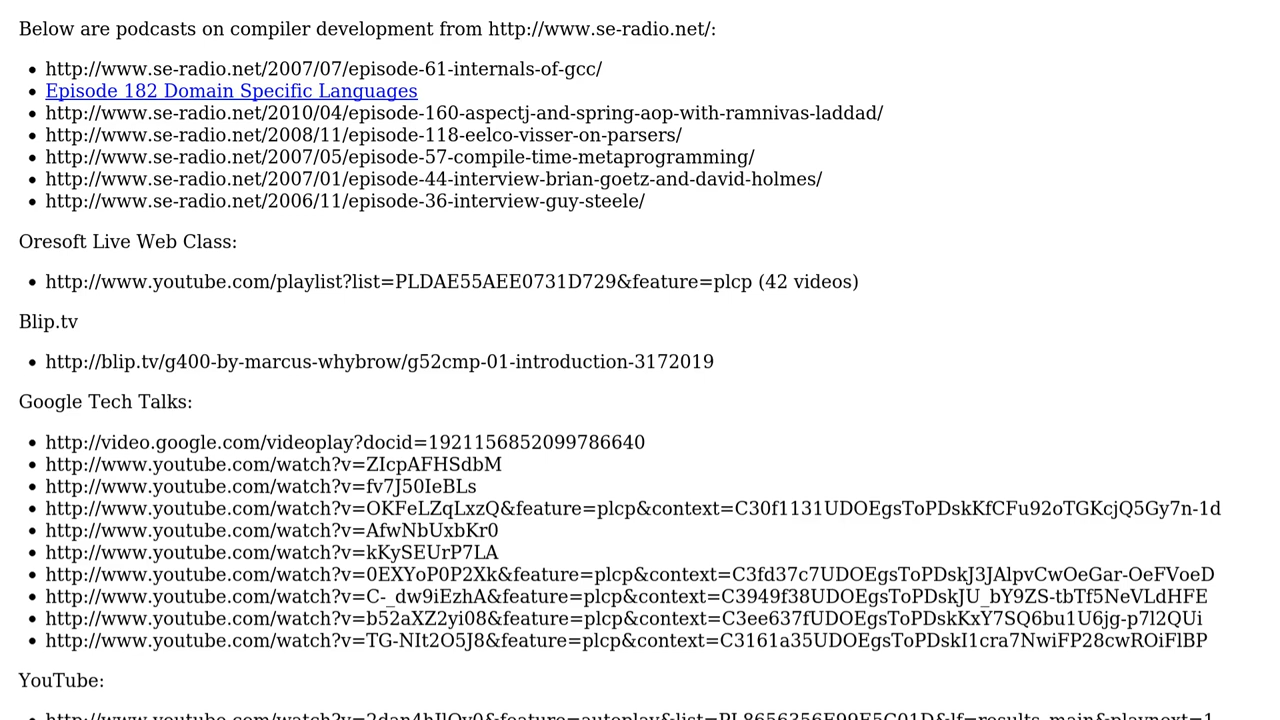 Below are podcasts on compiler development from http://www.se-radio.net/:
http://www.se-radio.net/2007/07/episode-61-internals-of-gcc/
Episode 182 Domain Specific Languages
http://www.se-radio.net/2010/04/episode-160-aspectj-and-spring-aop-with-ramnivas-laddad/
http://www.se-radio.net/2008/11/episode-118-eelco-visser-on-parsers/
http://www.se-radio.net/2007/05/episode-57-compile-time-metaprogramming/
http://www.se-radio.net/2007/01/episode-44-interview-brian-goetz-and-david-holmes/
http://www.se-radio.net/2006/11/episode-36-interview-guy-steele/
Oresoft Live Web Class:
http://www.youtube.com/playlist?list=PLDAE55AEE0731D729&feature=plcp (42 videos)
Blip.tv
http://blip.tv/g400-by-marcus-whybrow/g52cmp-01-introduction-3172019
Google Tech Talks:
http://video.google.com/videoplay?docid=1921156852099786640
http://www.youtube.com/watch?v=ZIcpAFHSdbM
http://www.youtube.com/watch?v=fv7J50IeBLs
http://www.youtube.com/watch?v=OKFeLZqLxzQ&feature=plcp&context=C30f1131UDOEgsToPDskKfCFu92oTGKcjQ5Gy7n-1d
http://www.youtube.com/watch?v=AfwNbUxbKr0
http://www.youtube.com/watch?v=kKySEUrP7LA
http://www.youtube.com/watch?v=0EXYoP0P2Xk&feature=plcp&context=C3fd37c7UDOEgsToPDskJ3JAlpvCwOeGar-OeFVoeD
http://www.youtube.com/watch?v=C-_dw9iEzhA&feature=plcp&context=C3949f38UDOEgsToPDskJU_bY9ZS-tbTf5NeVLdHFE
http://www.youtube.com/watch?v=b52aXZ2yi08&feature=plcp&context=C3ee637fUDOEgsToPDskKxY7SQ6bu1U6jg-p7l2QUi
http://www.youtube.com/watch?v=TG-NIt2O5J8&feature=plcp&context=C3161a35UDOEgsToPDskI1cra7NwiFP28cwROiFlBP
YouTube: